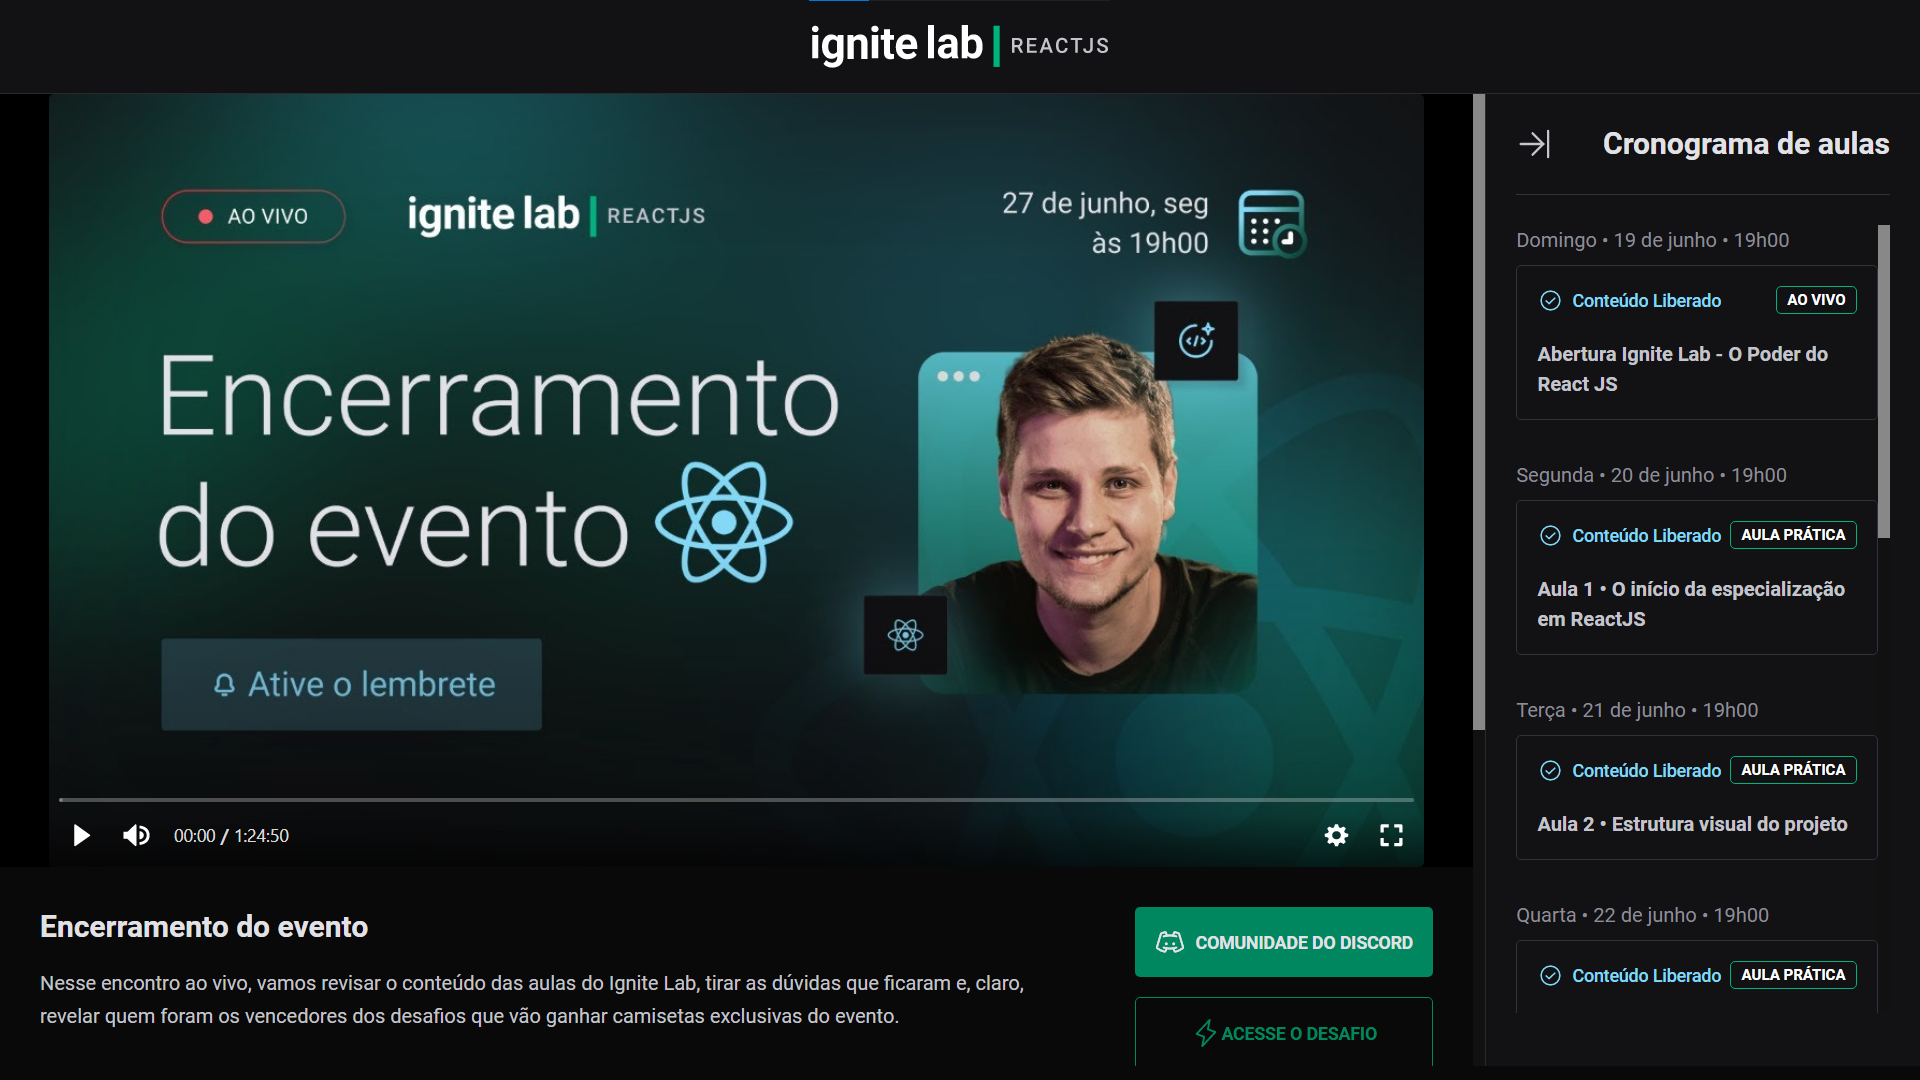 ignite lab | REACTJS
AO VIVO
ignite lab | REACTJS
27 de junho, seg
às 19h00
Encerramento
do evento
Ative o lembrete
00:00 / 1:24:50
Encerramento do evento
Nesse encontro ao vivo, vamos revisar o conteúdo das aulas do Ignite Lab, tirar as dúvidas que ficaram e, claro,
revelar quem foram os vencedores dos desafios que vão ganhar camisetas exclusivas do evento.
COMUNIDADE DO DISCORD
ACESSE O DESAFIO
Cronograma de aulas
Domingo • 19 de junho • 19h00
Conteúdo Liberado AO VIVO
Abertura Ignite Lab - O Poder do
React JS
Segunda • 20 de junho • 19h00
Conteúdo Liberado AULA PRÁTICA
Aula 1 • O início da especialização
em ReactJS
Terça • 21 de junho • 19h00
Conteúdo Liberado AULA PRÁTICA
Aula 2 • Estrutura visual do projeto
Quarta • 22 de junho • 19h00
Conteúdo Liberado AULA PRÁTICA